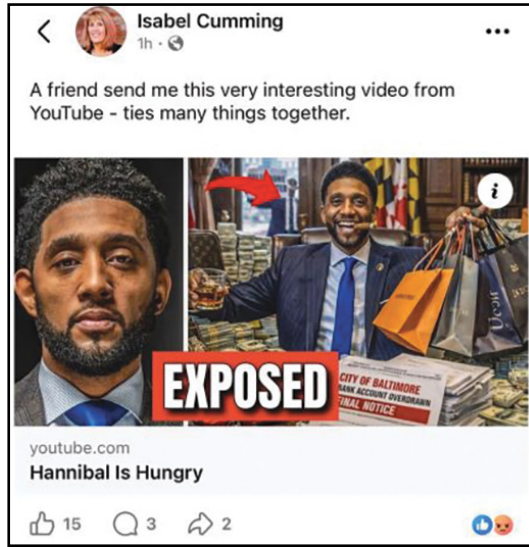 Isabel Cumming
1h
A friend send me this very interesting video from
YouTube - ties many things together.
EXPOSED
CITY OF BALTIMORE
BANK ACCOUNT OVERDRAWN
FINAL NOTICE
youtube.com
Hannibal Is Hungry
15
3
2